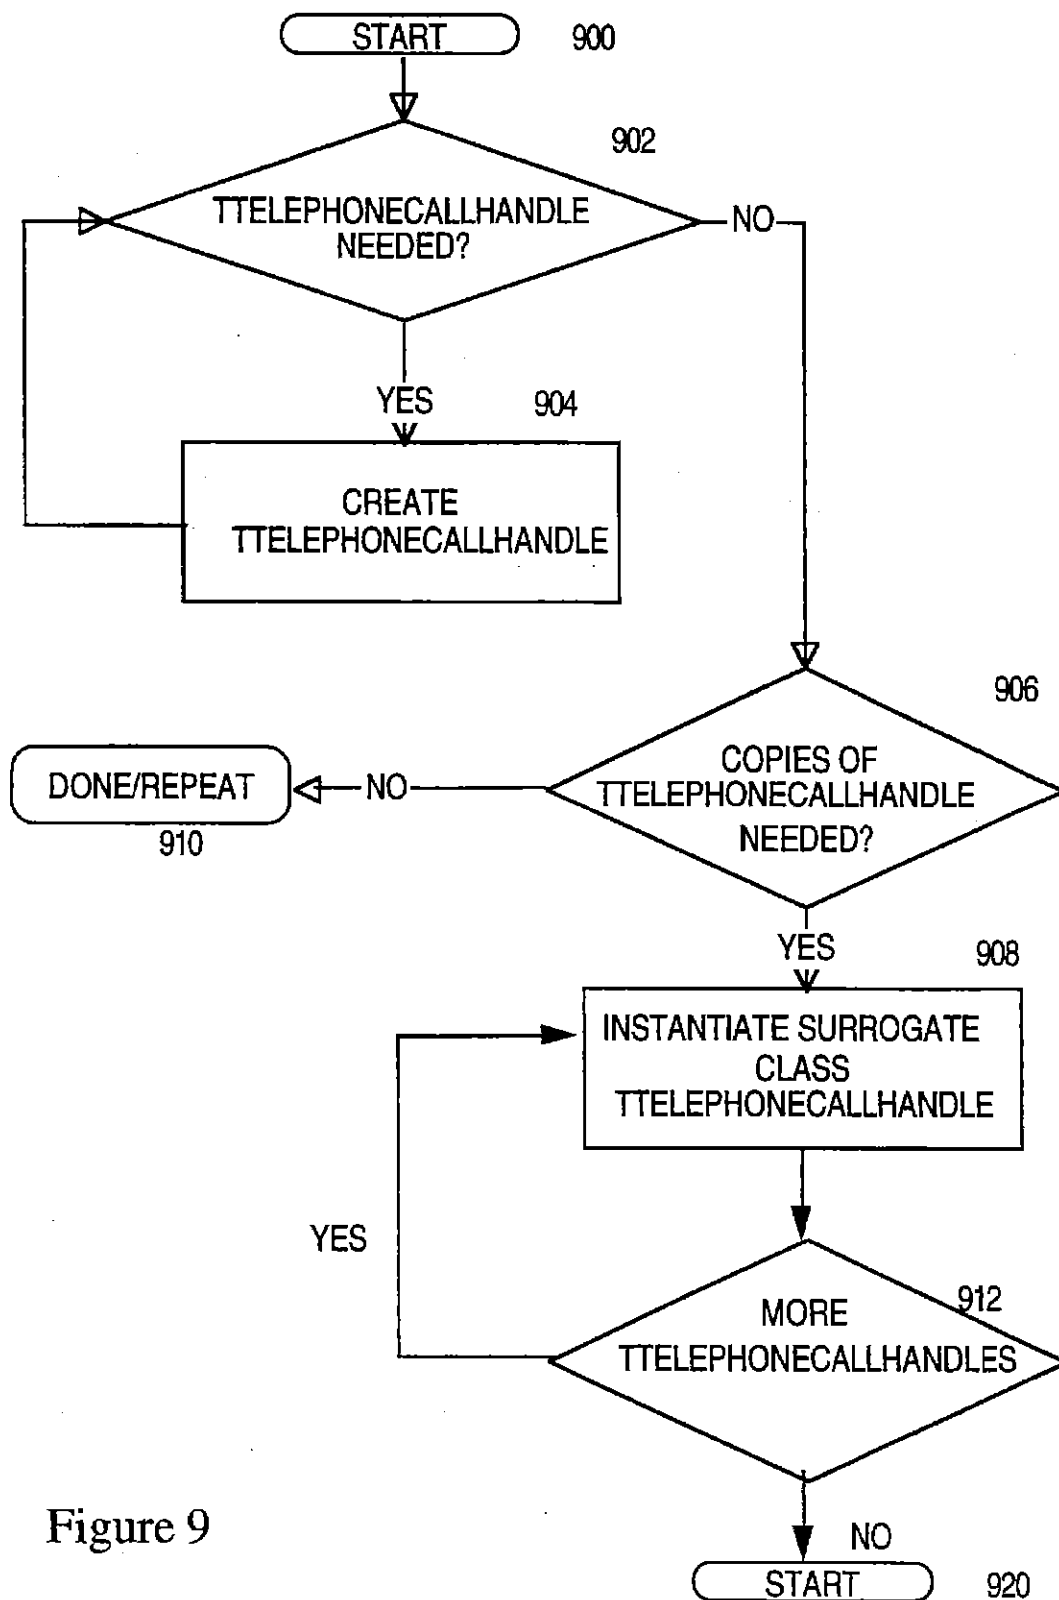 START
900
902
TTELEPHONECALLHANDLE
NEEDED?
NO
YES
904
CREATE
TTELEPHONECALLHANDLE
906
COPIES OF
TTELEPHONECALLHANDLE
NEEDED?
NO
DONE/REPEAT
910
YES
908
INSTANTIATE SURROGATE
CLASS
TTELEPHONECALLHANDLE
YES
912
MORE
TTELEPHONECALLHANDLES
NO
START
920
Figure 9